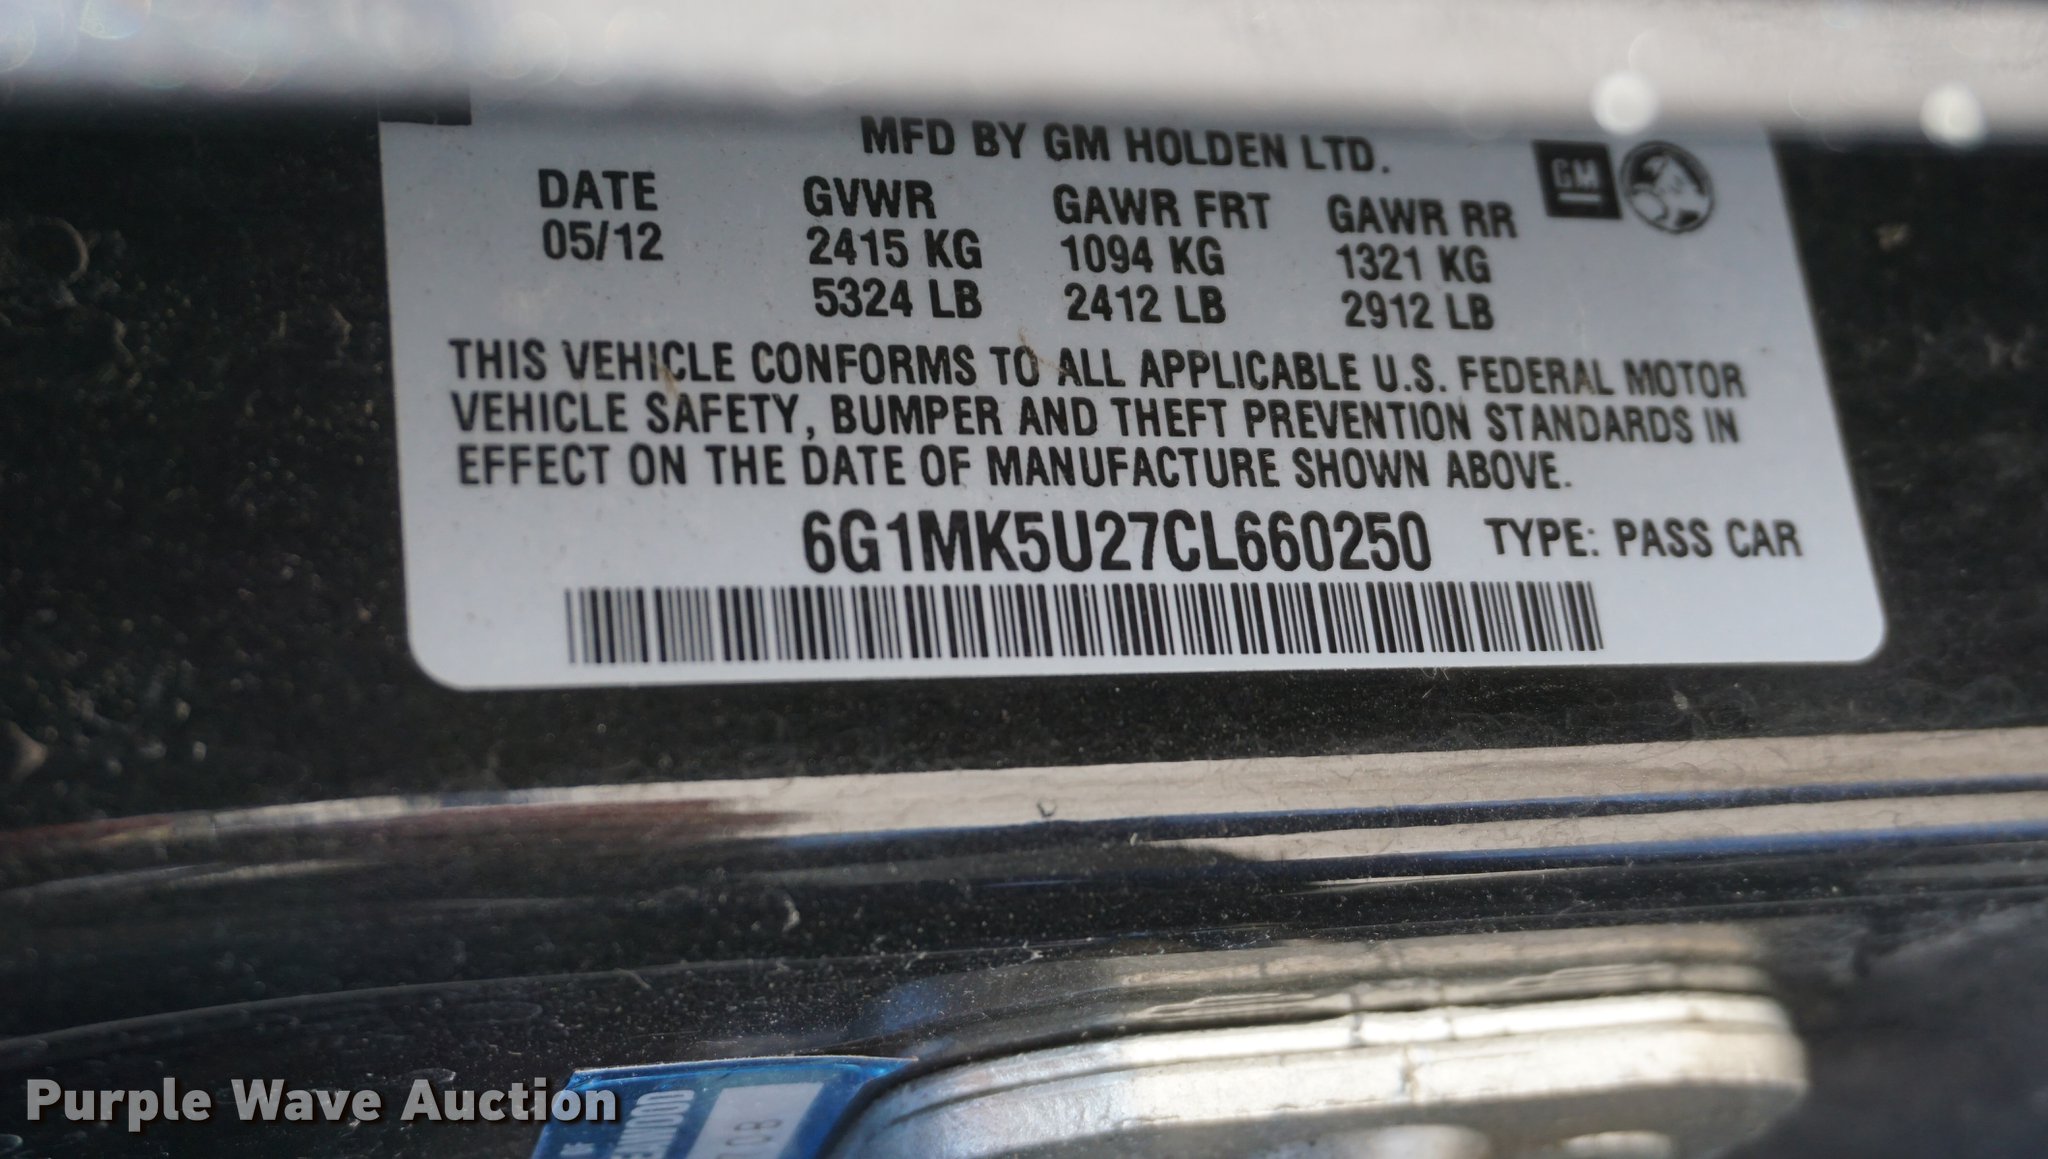 MFD BY GM HOLDEN LTD.
GM
DATE GVWR GAWR FRT GAWR RR
05/12 2415 KG 1094 KG 1321 KG
5324 LB 2412 LB 2912 LB
THIS VEHICLE CONFORMS TO ALL APPLICABLE U.S. FEDERAL MOTOR
VEHICLE SAFETY, BUMPER AND THEFT PREVENTION STANDARDS IN
EFFECT ON THE DATE OF MANUFACTURE SHOWN ABOVE.
6G1MK5U27CL660250 TYPE: PASS CAR
Purple Wave Auction